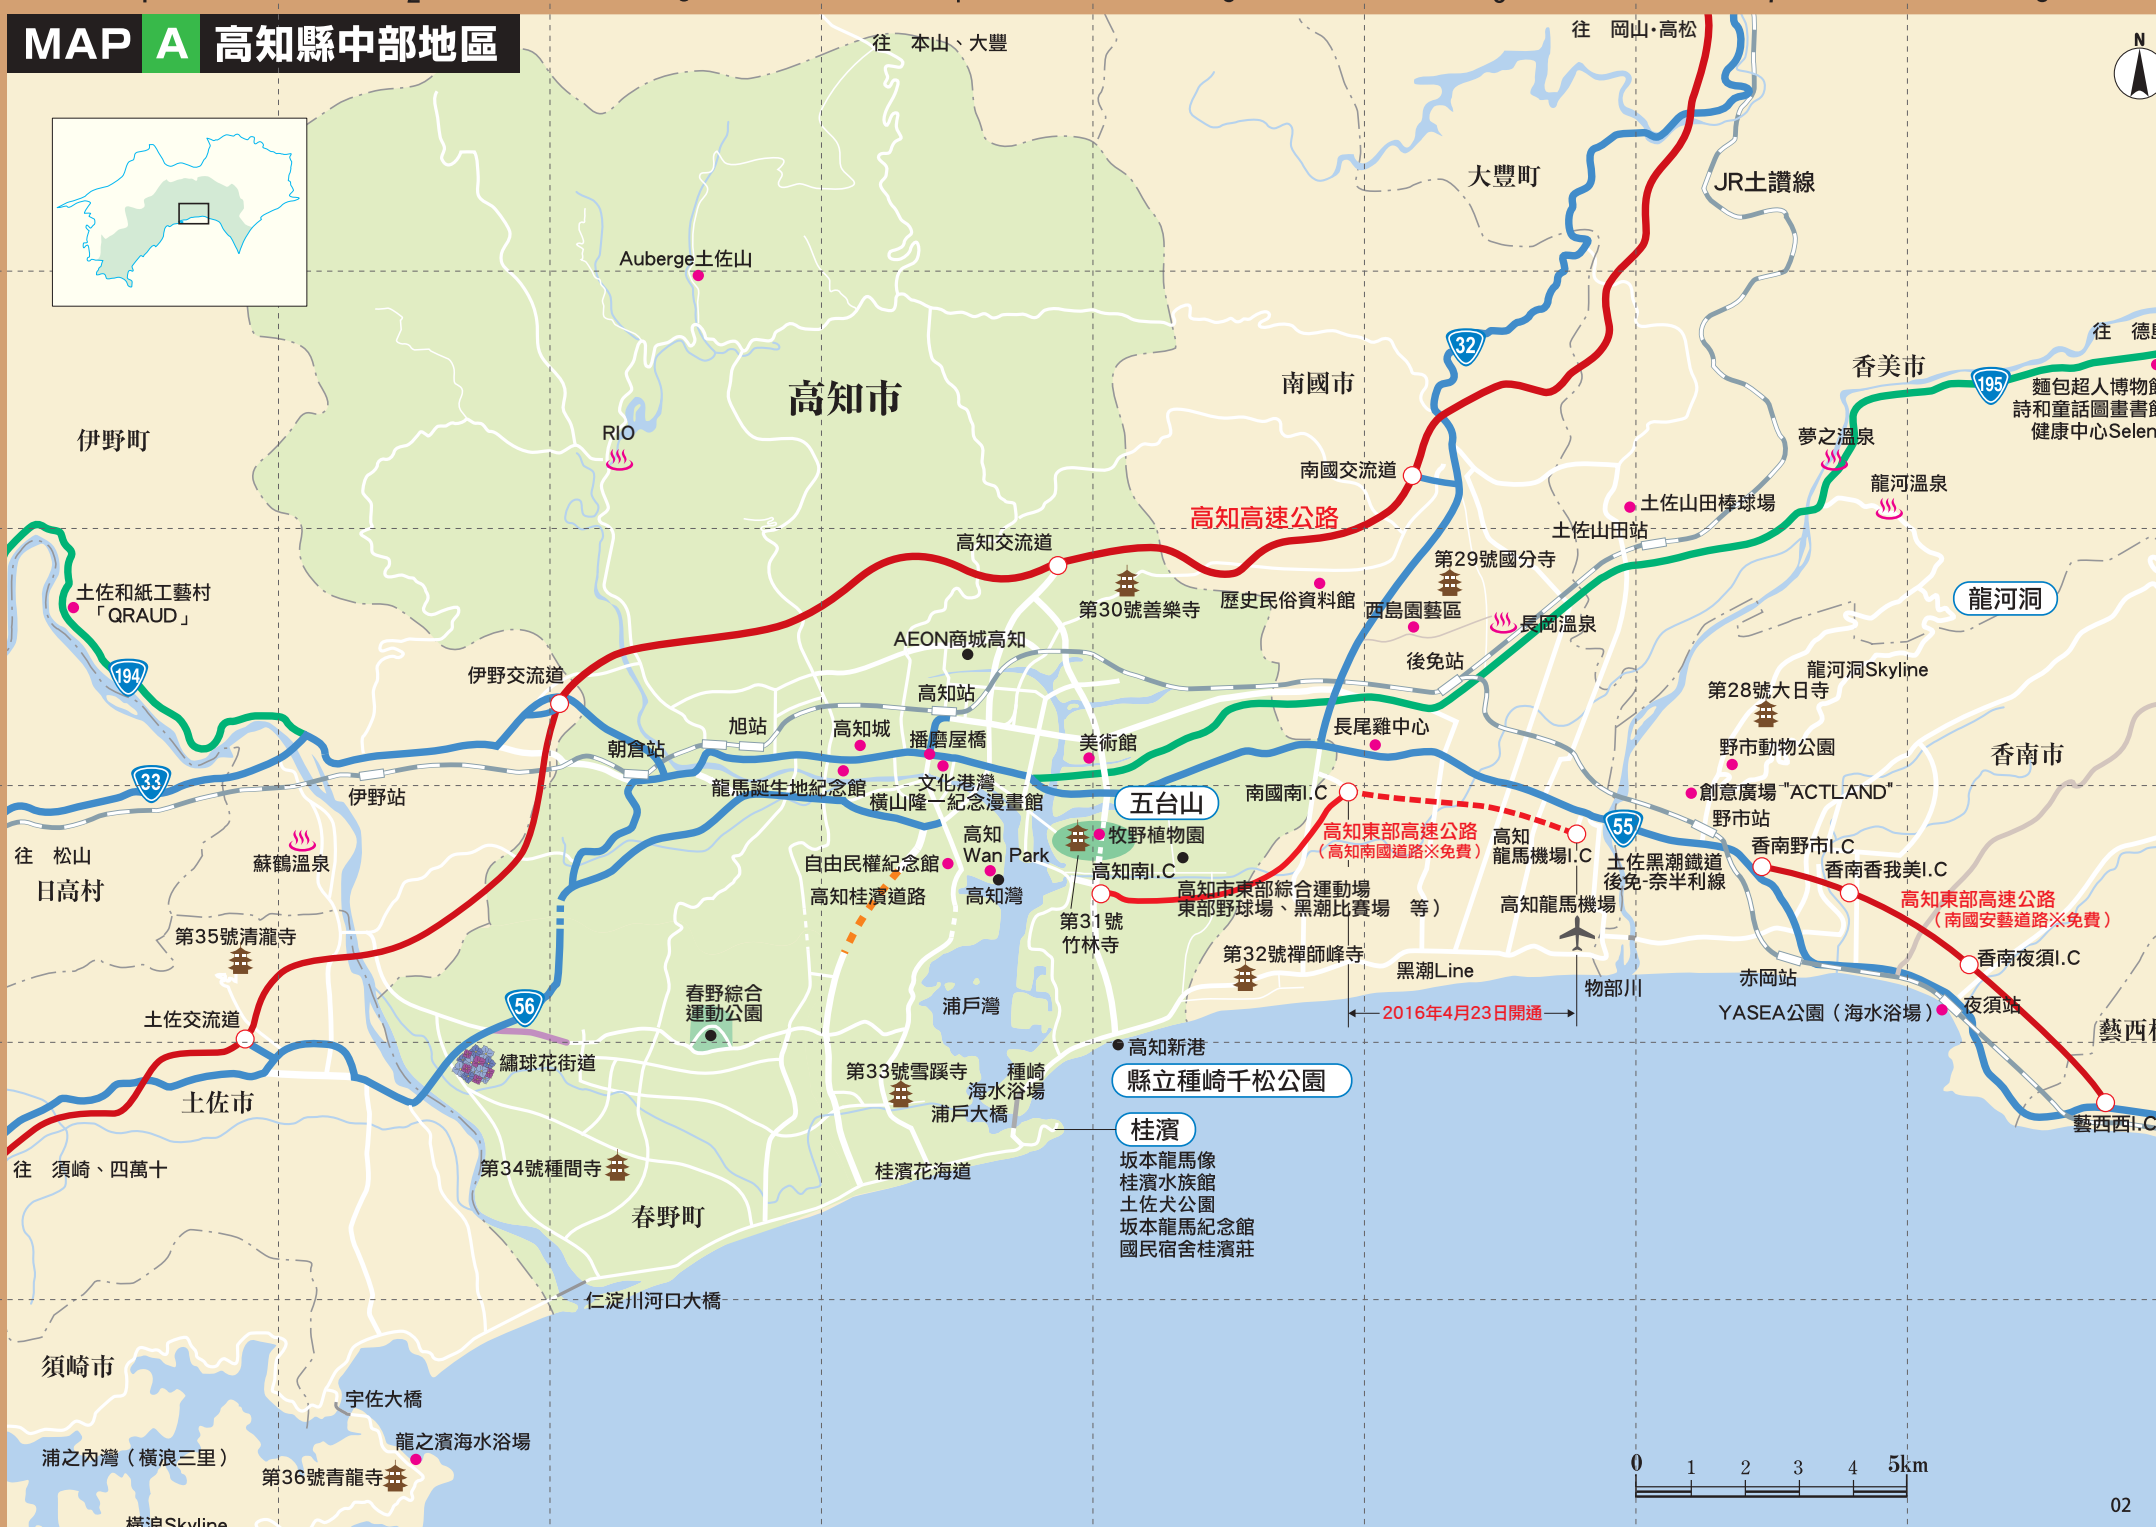 MAP A 高知縣中部地區
往　本山、大豐
往　岡山・高松
N
大豐町
JR土讚線
Auberge土佐山
32
往　德島
高知市
南國市
香美市
195
麵包超人博物館
詩和童話圖畫書館
健康中心Selen
伊野町
RIO
夢之溫泉
南國交流道
龍河溫泉
高知高速公路
土佐山田棒球場
土佐山田站
高知交流道
第29號國分寺
土佐和紙工藝村
「QRAUD」
第30號善樂寺
歷史民俗資料館
西島園藝區
長岡溫泉
龍河洞
AEON商城高知
後免站
194
伊野交流道
高知站
龍河洞Skyline
第28號大日寺
旭站
高知城
播磨屋橋
美術館
長尾雞中心
朝倉站
野市動物公園
香南市
33
伊野站
龍馬誕生地紀念館
文化港灣
橫山隆一紀念漫畫館
五台山
南國南I.C
創意廣場 "ACTLAND"
野市站
高知東部高速公路
（高知南國道路※免費）
高知
龍馬機場I.C
55
往　松山
蘇鶴溫泉
高知
Wan Park
牧野植物園
自由民權紀念館
高知南I.C
土佐黑潮鐵道
後免-奈半利線
香南野市I.C
香南香我美I.C
日高村
高知桂濱道路
高知灣
高知市東部綜合運動場
東部野球場、黑潮比賽場　等）
高知龍馬機場
高知東部高速公路
（南國安藝道路※免費）
第31號
竹林寺
第35號清瀧寺
第32號禪師峰寺
黑潮Line
香南夜須I.C
物部川
赤岡站
56
春野綜合
運動公園
浦戶灣
2016年4月23日開通
YASEA公園（海水浴場）
夜須站
土佐交流道
高知新港
藝西村
繡球花街道
第33號雪蹊寺
種崎
海水浴場
縣立種崎千松公園
土佐市
浦戶大橋
桂濱
藝西西I.C
往　須崎、四萬十
第34號種間寺
桂濱花海道
坂本龍馬像
桂濱水族館
土佐犬公園
坂本龍馬紀念館
國民宿舍桂濱莊
春野町
仁淀川河口大橋
須崎市
宇佐大橋
龍之濱海水浴場
浦之內灣（橫浪三里）
第36號青龍寺
0 1 2 3 4 5km
橫浪Skyline
02